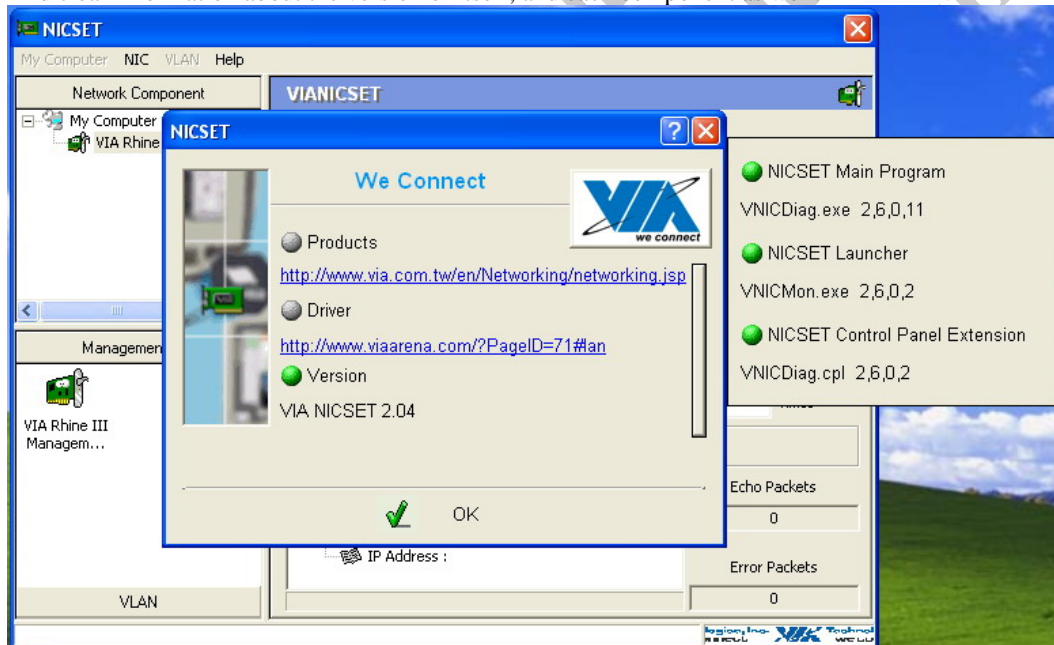 NICSET
My Computer NIC VLAN Help
Network Component
VIANICSET
My Computer
VIA Rhine
NICSET
We Connect
VIA
we connect
Products
http://www.via.com.tw/en/Networking/networking.jsp
Driver
http://www.viaarena.com/?PageID=71#lan
Version
VIA NICSET 2.04
OK
NICSET Main Program
VNICDiag.exe 2,6,0,11
NICSET Launcher
VNICMon.exe 2,6,0,2
NICSET Control Panel Extension
VNICDiag.cpl 2,6,0,2
Managemen
VIA Rhine III
Managem...
Echo Packets
0
IP Address :
Error Packets
0
VLAN
VIA